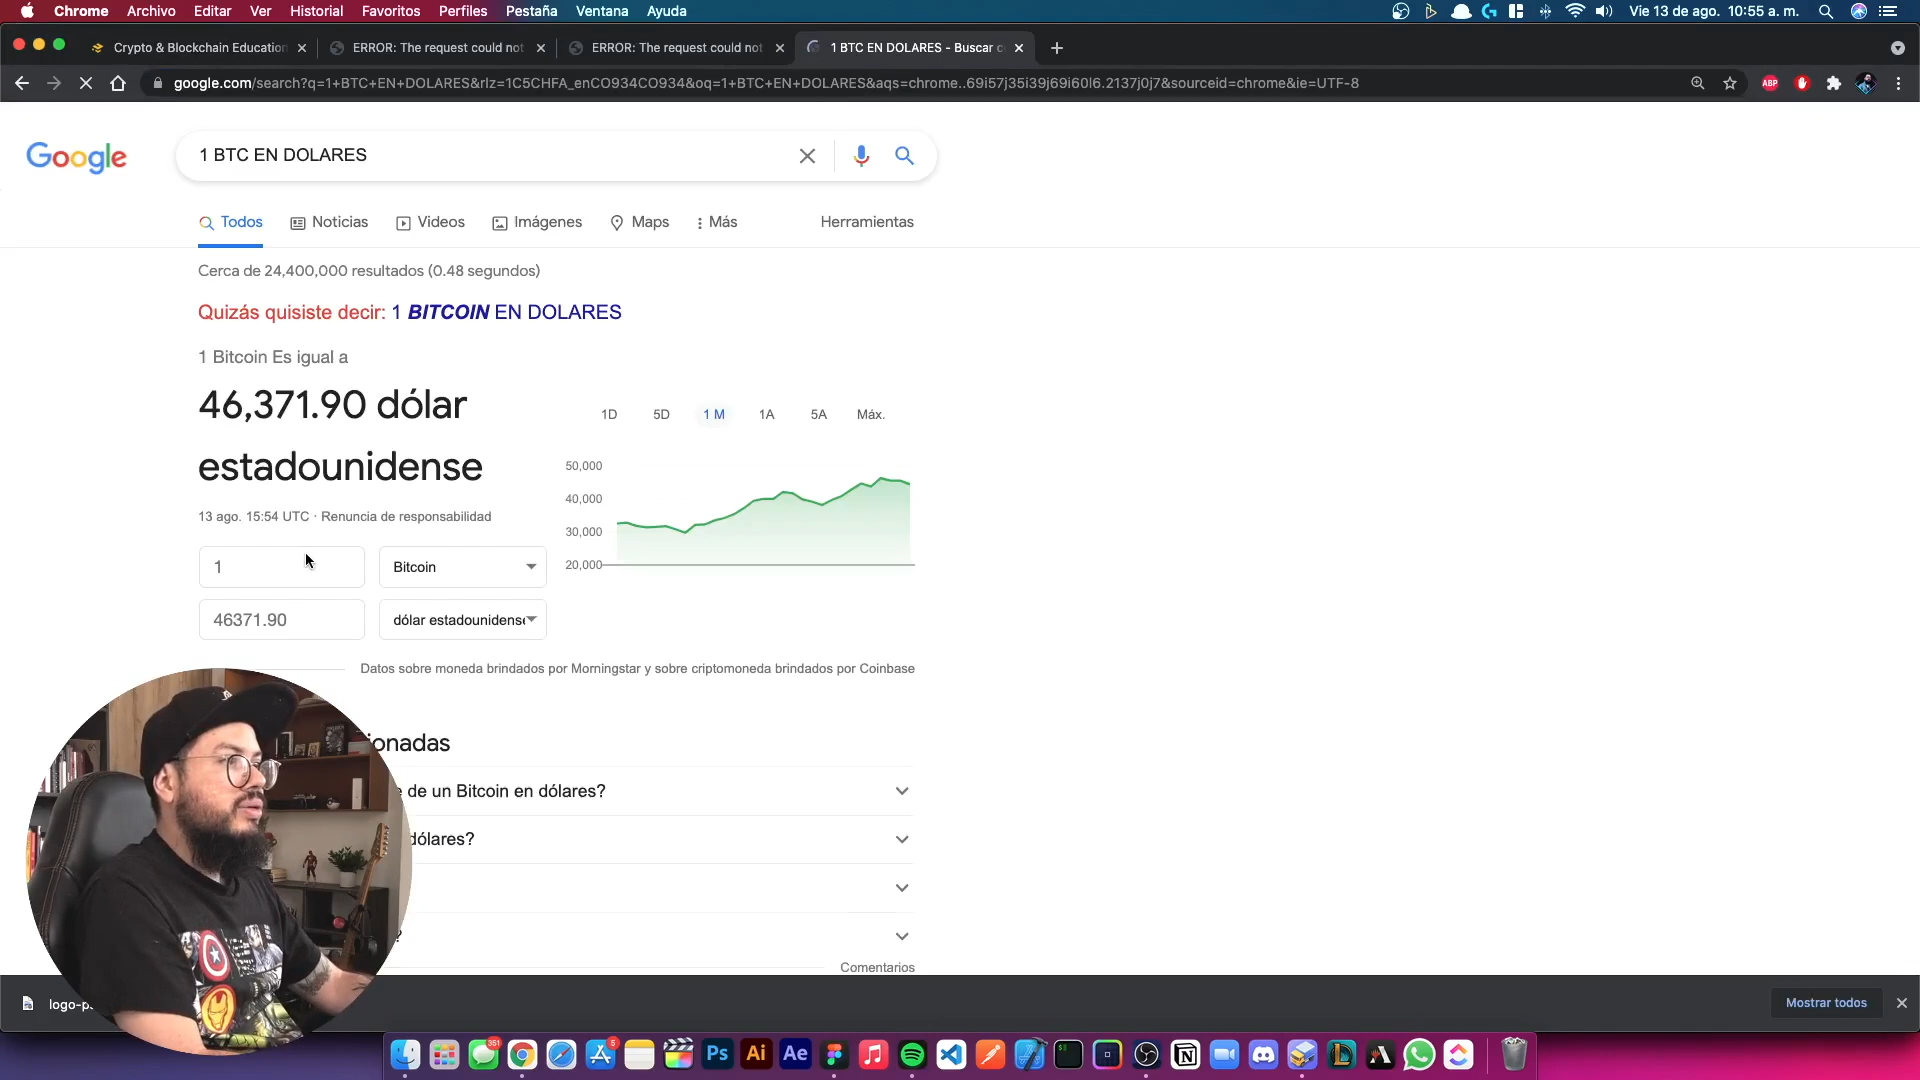 Chrome Archivo Editar Ver Historial Favoritos Perfiles Pestaña Ventana Ayuda Vie 13 de ago. 10:55 a. m.
Crypto & Blockchain Education ERROR: The request could not ERROR: The request could not 1 BTC EN DOLARES - Buscar c
google.com/search?q=1+BTC+EN+DOLARES&rlz=1C5CHFA_enCO934CO934&oq=1+BTC+EN+DOLARES&aqs=chrome..69i57j35i39j69i60l6.2137j0j7&sourceid=chrome&ie=UTF-8
ABP
Google
1 BTC EN DOLARES
Todos Noticias Videos Imágenes Maps Más Herramientas
Cerca de 24,400,000 resultados (0.48 segundos)
Quizás quisiste decir: 1 BITCOIN EN DOLARES
1 Bitcoin Es igual a
46,371.90 dólar
estadounidense
13 ago. 15:54 UTC · Renuncia de responsabilidad
1 Bitcoin
46371.90 dólar estadounidense
1D 5D 1 M 1A 5A Máx.
50,000
40,000
30,000
20,000
Datos sobre moneda brindados por Morningstar y sobre criptomoneda brindados por Coinbase
ionadas
de un Bitcoin en dólares?
dólares?
?
Comentarios
logo-p
Mostrar todos
351
5
Ps Ai Ae